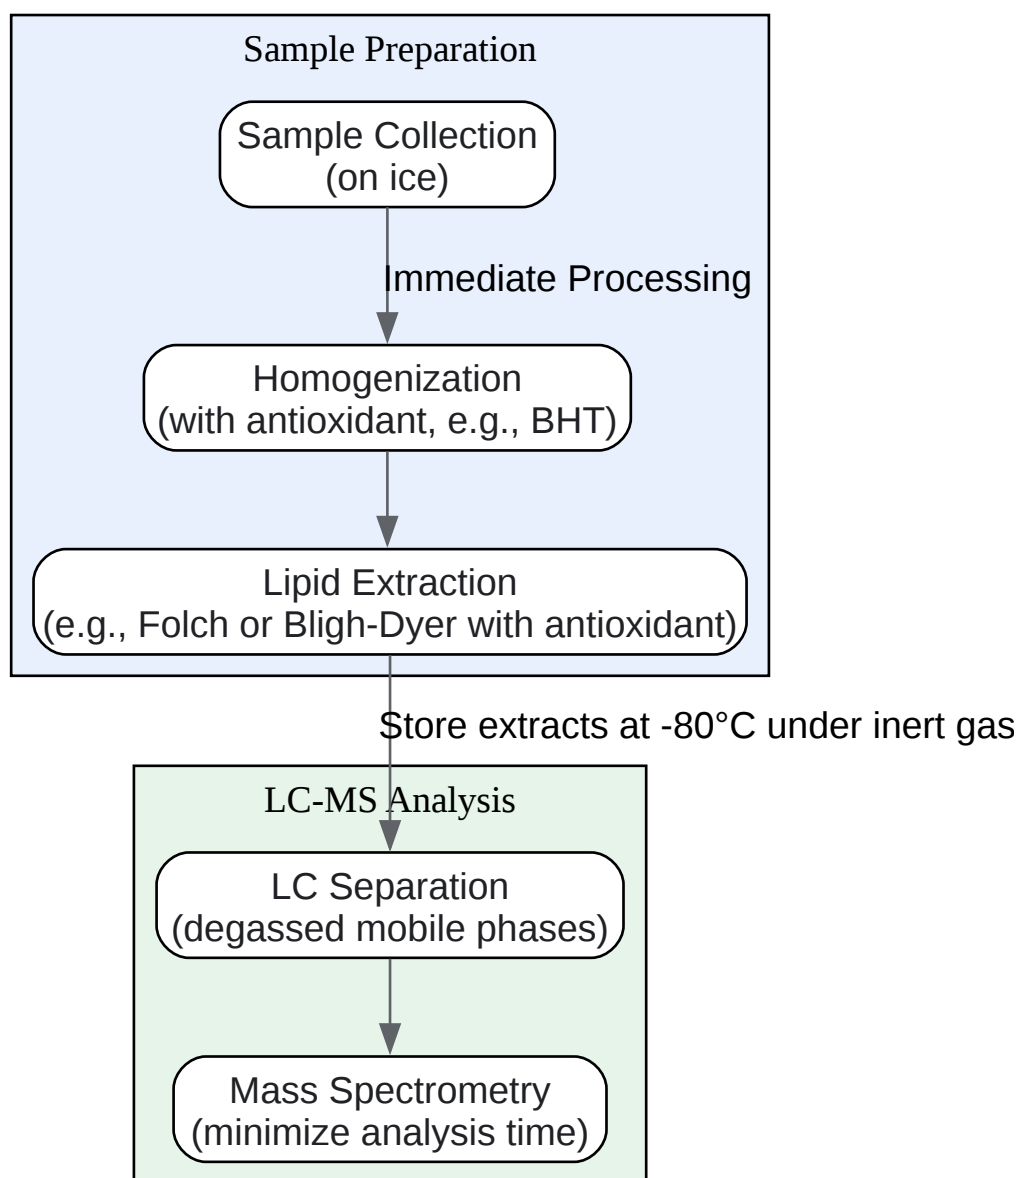 Sample Preparation
Sample Collection
(on ice)
Immediate Processing
Homogenization
(with antioxidant, e.g., BHT)
Lipid Extraction
(e.g., Folch or Bligh-Dyer with antioxidant)
Store extracts at -80°C under inert gas
LC-MS Analysis
LC Separation
(degassed mobile phases)
Mass Spectrometry
(minimize analysis time)